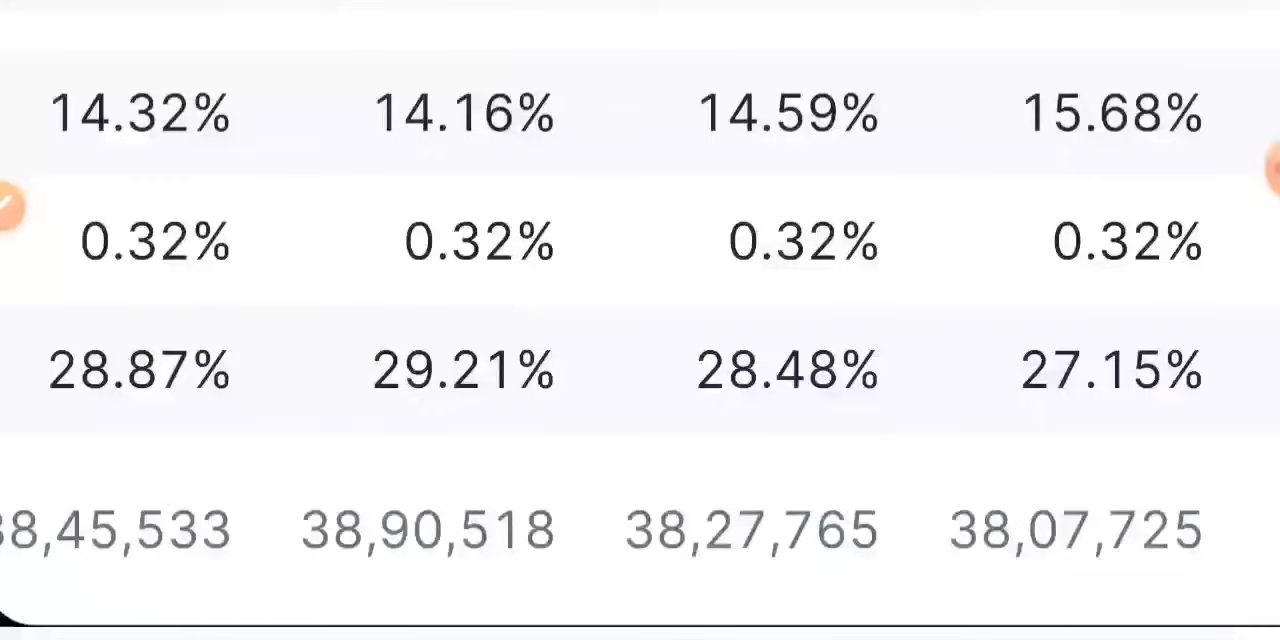 14.32% 14.16% 14.59% 15.68%
0.32% 0.32% 0.32% 0.32%
28.87% 29.21% 28.48% 27.15%
38,45,533 38,90,518 38,27,765 38,07,725